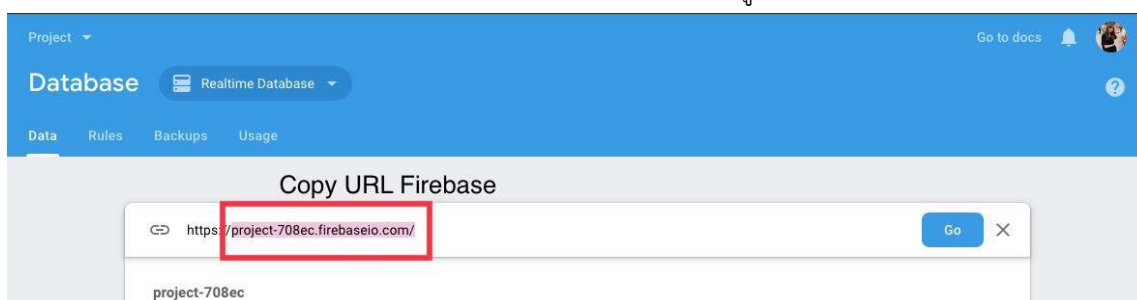 Project
Go to docs
Database
Realtime Database
Data Rules Backups Usage
Copy URL Firebase
https://project-708ec.firebaseio.com/
Go
project-708ec